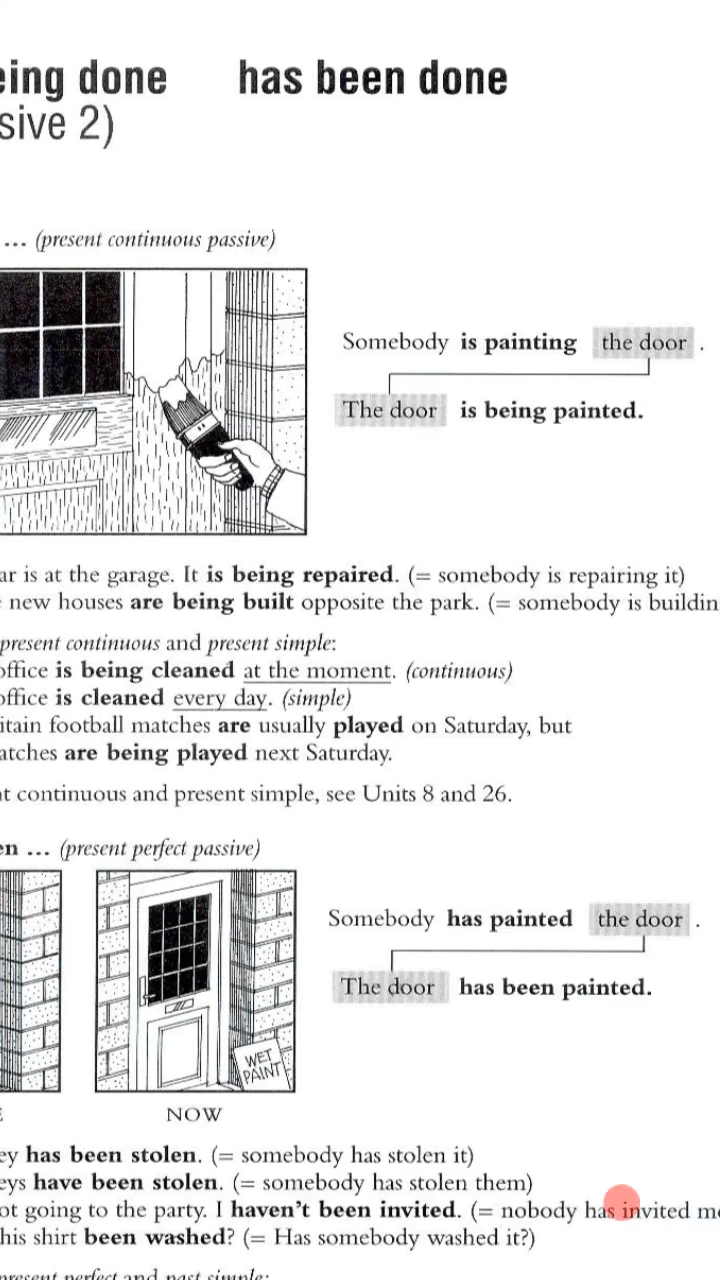 eing done has been done
sive 2)
... (present continuous passive)
Somebody is painting the door .
The door is being painted.
ar is at the garage. It is being repaired. (= somebody is repairing it)
new houses are being built opposite the park. (= somebody is buildin
present continuous and present simple:
office is being cleaned at the moment. (continuous)
office is cleaned every day. (simple)
itain football matches are usually played on Saturday, but
atches are being played next Saturday.
t continuous and present simple, see Units 8 and 26.
en ... (present perfect passive)
Somebody has painted the door .
The door has been painted.
WET
PAINT
NOW
ey has been stolen. (= somebody has stolen it)
eys have been stolen. (= somebody has stolen them)
ot going to the party. I haven't been invited. (= nobody has invited me
his shirt been washed? (= Has somebody washed it?)
present perfect and past simple: